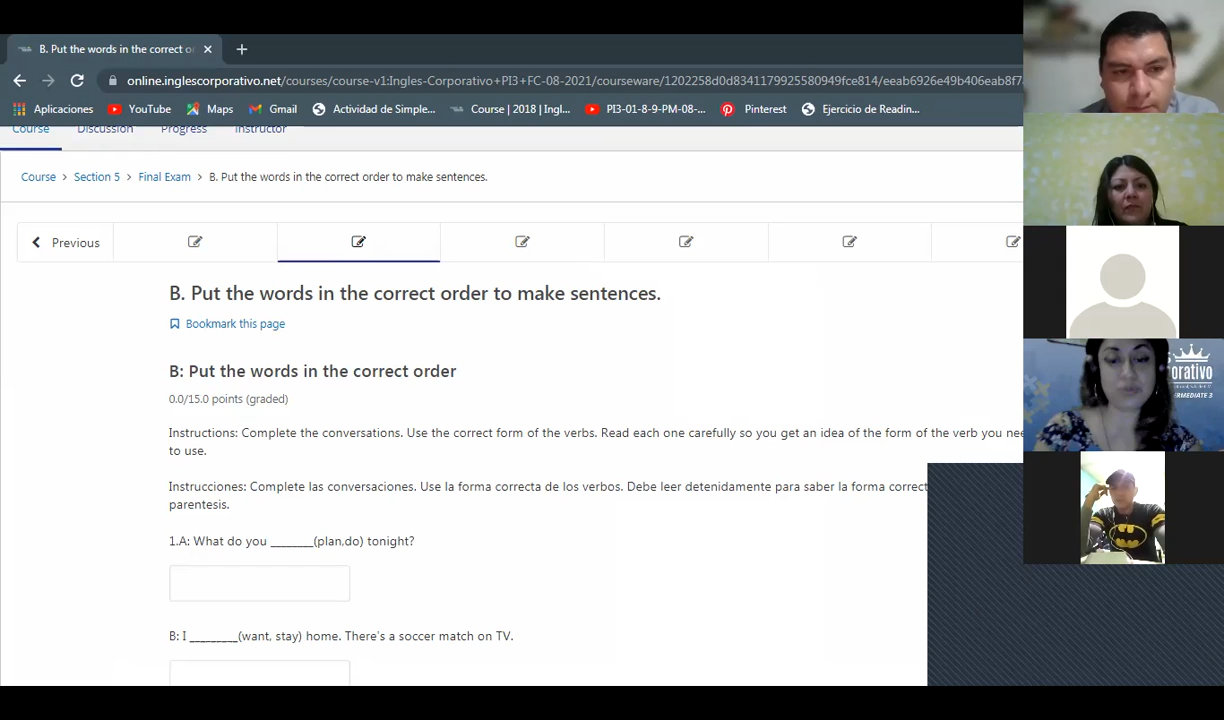 B. Put the words in the correct o
online.inglescorporativo.net/courses/course-v1:Ingles-Corporativo+PI3+FC-08-2021/courseware/1202258d0d8341179925580949fce814/eeab6926e49b406eab8f7
Aplicaciones YouTube Maps Gmail Actividad de Simple... Course | 2018 | Ingl... PI3-01-8-9-PM-08-... Pinterest Ejercicio de Readin...
Course Discussion Progress Instructor
Course > Section 5 > Final Exam > B. Put the words in the correct order to make sentences.
Previous
B. Put the words in the correct order to make sentences.
Bookmark this page
B: Put the words in the correct order
0.0/15.0 points (graded)
Instructions: Complete the conversations. Use the correct form of the verbs. Read each one carefully so you get an idea of the form of the verb you nee
to use.
Instrucciones: Complete las conversaciones. Use la forma correcta de los verbos. Debe leer detenidamente para saber la forma correct
parentesis.
1.A: What do you ________(plan,do) tonight?
B: I _________(want, stay) home. There's a soccer match on TV.
orativo
ERMEDIATE 3